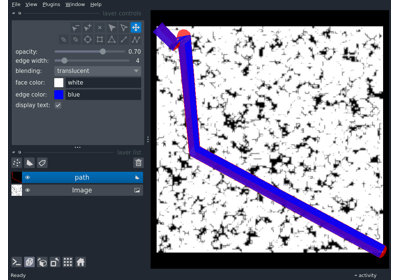 File View Plugins Window Help
layer controls
opacity: 0.70
edge width: 4
blending: translucent
face color: white
edge color: blue
display text:
layer list
path
Image
Ready
activity